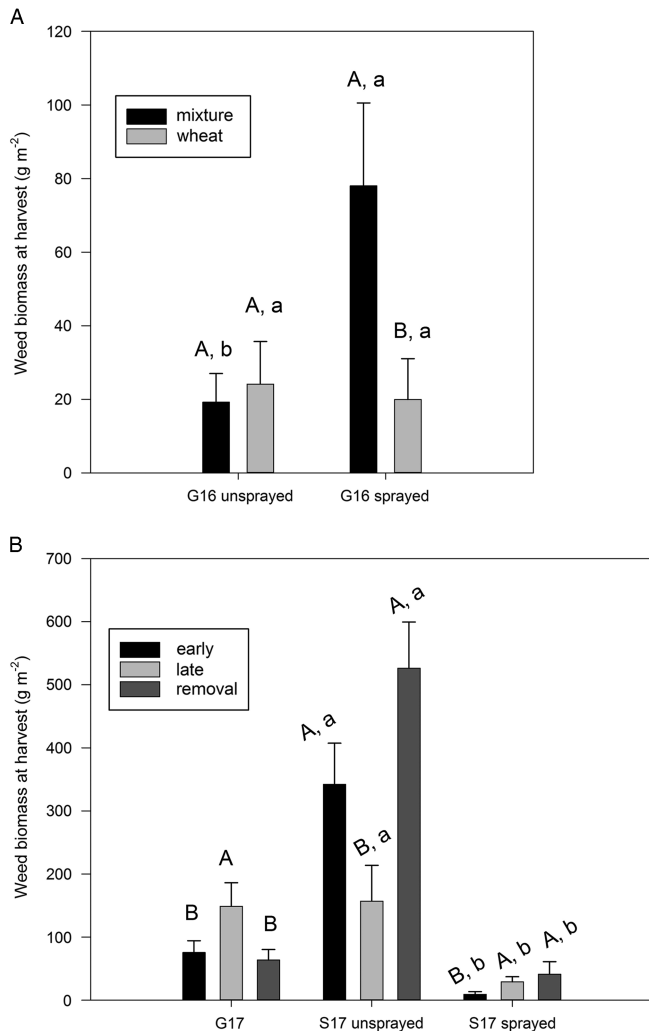 A
120
100
80
60
40
20
0
Weed biomass at harvest (g m-2)
mixture
wheat
A, b
A, a
A, a
B, a
G16 unsprayed
G16 sprayed
B
700
600
500
400
300
200
100
0
Weed biomass at harvest (g m-2)
early
late
removal
B
A
B
A, a
B, a
A, a
B, b
A, b
A, b
G17
S17 unsprayed
S17 sprayed